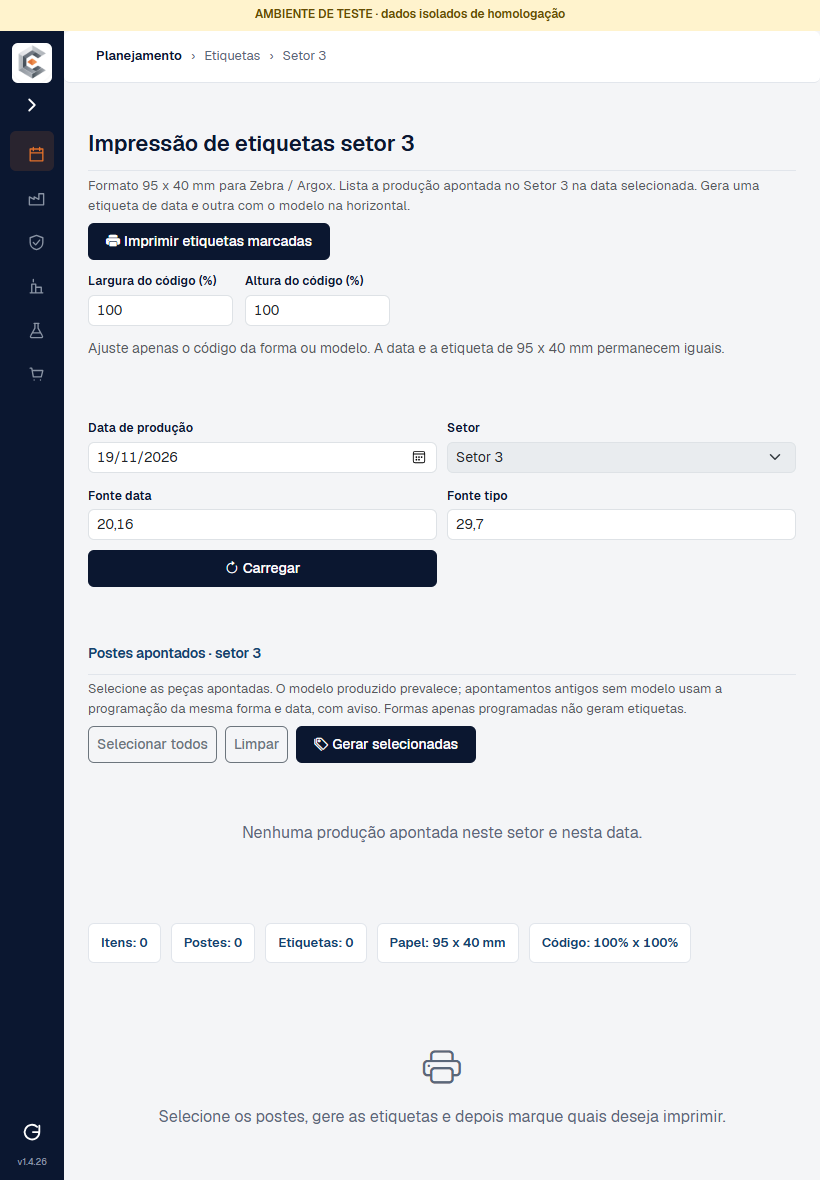 AMBIENTE DE TESTE · dados isolados de homologação
Planejamento › Etiquetas › Setor 3
Impressão de etiquetas setor 3
Formato 95 x 40 mm para Zebra / Argox. Lista a produção apontada no Setor 3 na data selecionada. Gera uma
etiqueta de data e outra com o modelo na horizontal.
Imprimir etiquetas marcadas
Largura do código (%) Altura do código (%)
100 100
Ajuste apenas o código da forma ou modelo. A data e a etiqueta de 95 x 40 mm permanecem iguais.
Data de produção Setor
19/11/2026 Setor 3
Fonte data Fonte tipo
20,16 29,7
Carregar
Postes apontados · setor 3
Selecione as peças apontadas. O modelo produzido prevalece; apontamentos antigos sem modelo usam a
programação da mesma forma e data, com aviso. Formas apenas programadas não geram etiquetas.
Selecionar todos Limpar Gerar selecionadas
Nenhuma produção apontada neste setor e nesta data.
Itens: 0 Postes: 0 Etiquetas: 0 Papel: 95 x 40 mm Código: 100% x 100%
Selecione os postes, gere as etiquetas e depois marque quais deseja imprimir.
v1.4.26